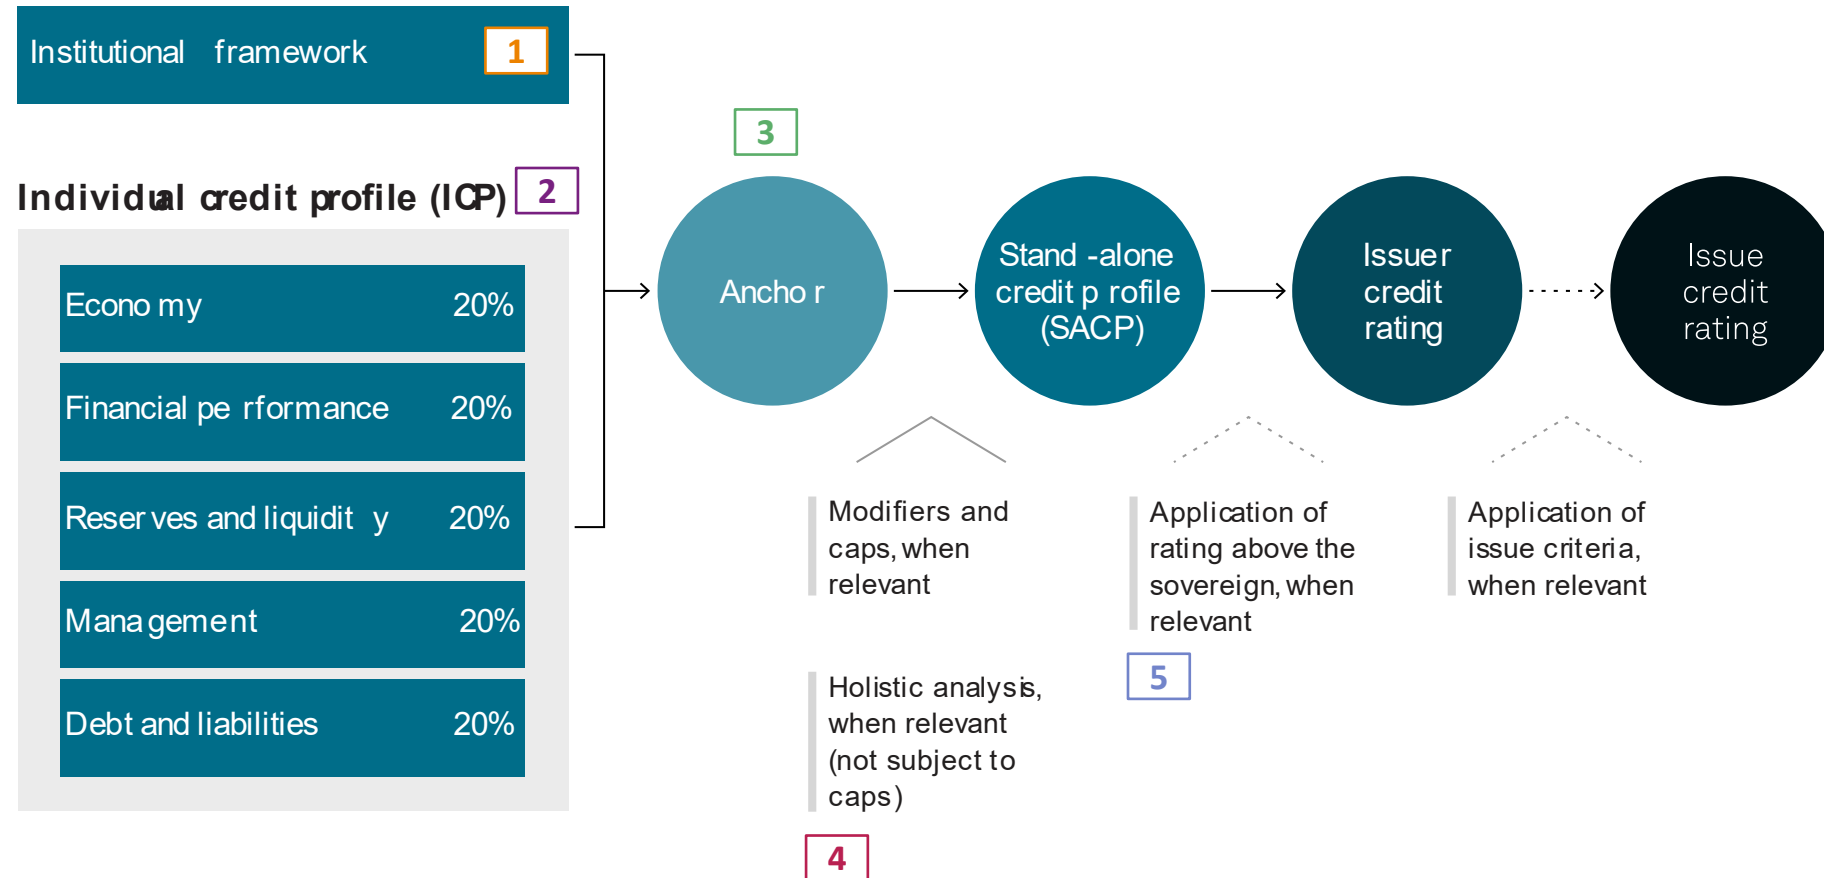 Institutional framework 1
Individual credit profile (ICP) 2
Economy 20%
Financial performance 20%
Reserves and liquidity 20%
Management 20%
Debt and liabilities 20%
3
Anchor
Stand-alone
credit profile
(SACP)
Issuer
credit
rating
Issue
credit
rating
Modifiers and
caps, when
relevant
Holistic analysis,
when relevant
(not subject to
caps)
4
Application of
rating above the
sovereign, when
relevant
5
Application of
issue criteria,
when relevant